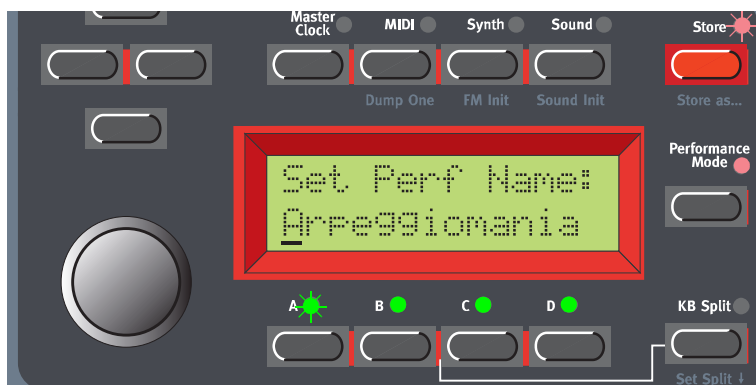 Master
Clock
MIDI
Synth
Sound
Store
Dump One
FM Init
Sound Init
Store as...
Set Perf Name:
Arpeggiomania
Performance
Mode
A
B
C
D
KB Split
Set Split ↓